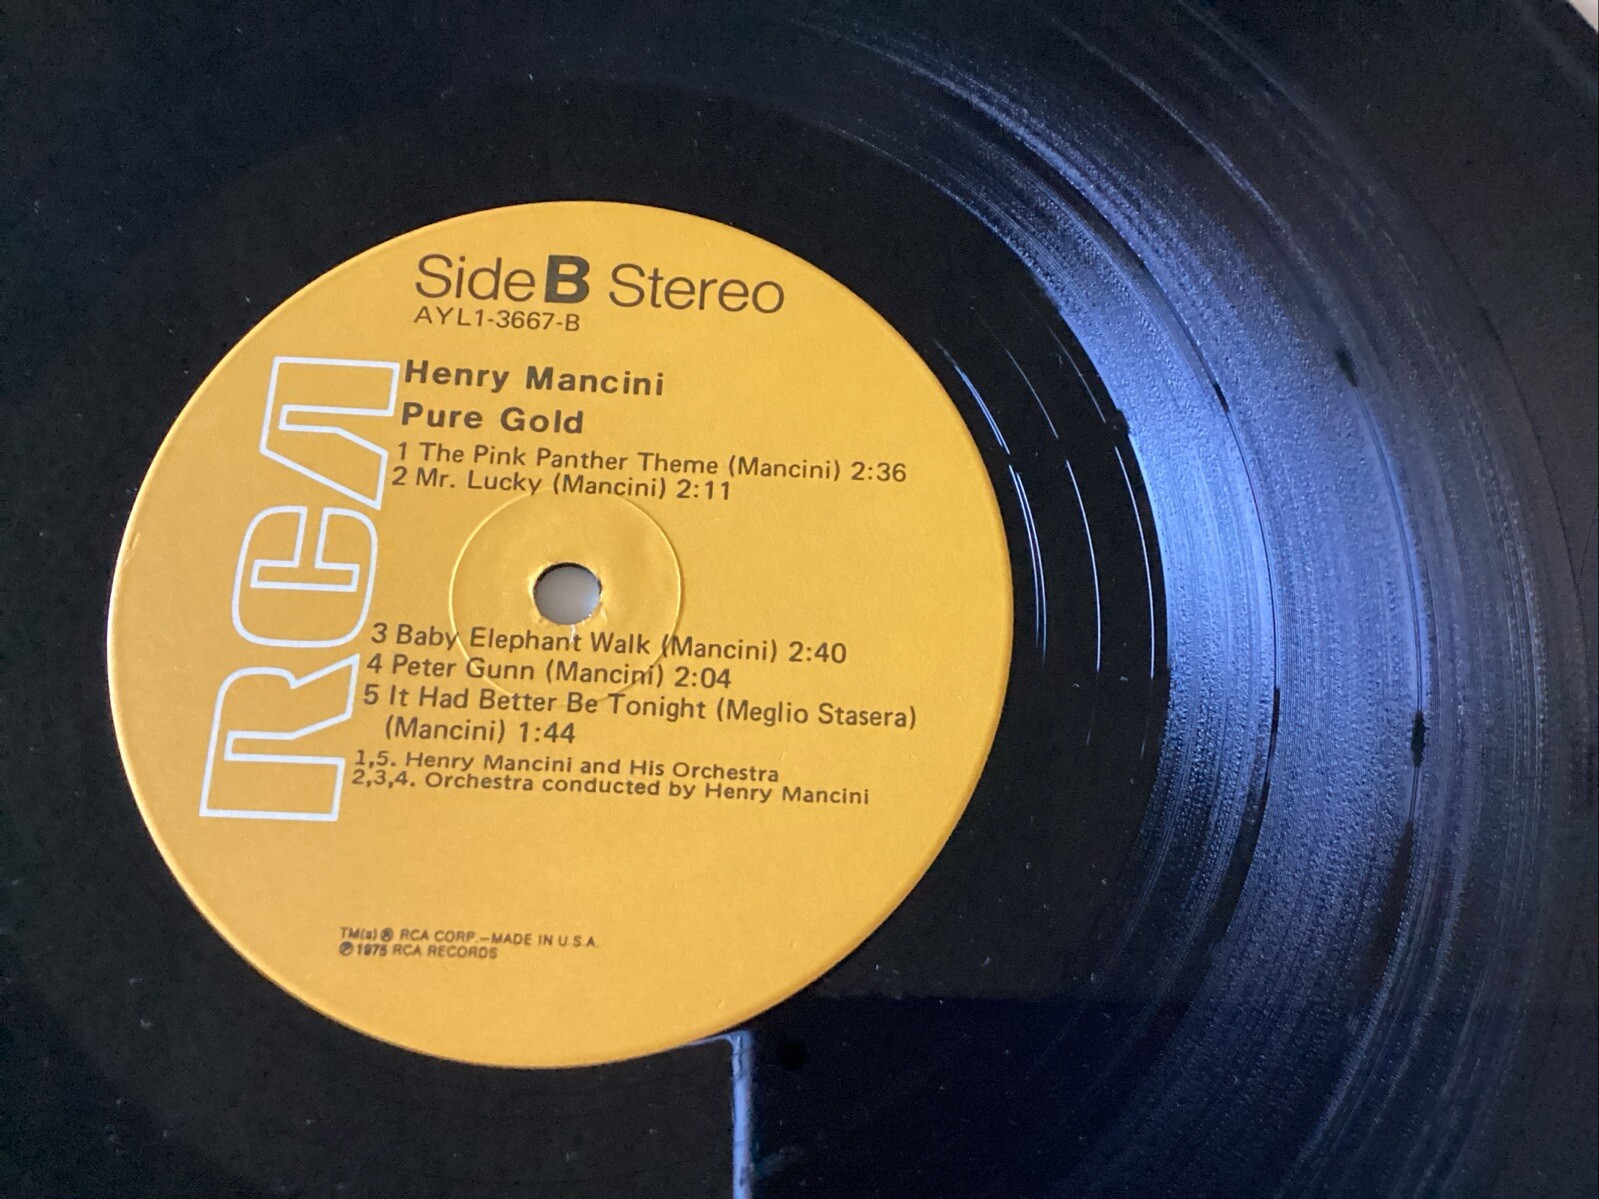 Side B Stereo
AYL1-3667-B
RCA
Henry Mancini
Pure Gold
1 The Pink Panther Theme (Mancini) 2:36
2 Mr. Lucky (Mancini) 2:11
3 Baby Elephant Walk (Mancini) 2:40
4 Peter Gunn (Mancini) 2:04
5 It Had Better Be Tonight (Meglio Stasera)
(Mancini) 1:44
1,5. Henry Mancini and His Orchestra
2,3,4. Orchestra conducted by Henry Mancini
TM(s) ® RCA CORP.—MADE IN U.S.A.
℗ 1975 RCA RECORDS